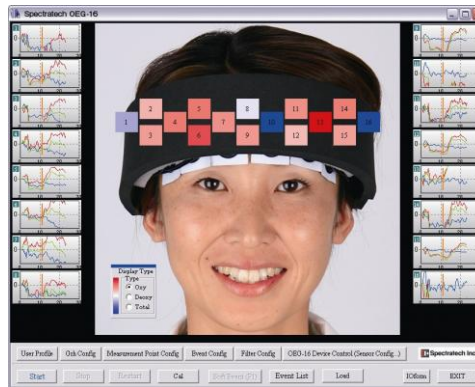 Spectratech OEG-16
1
2
3
4
5
6
7
8
9
10
11
12
13
14
15
16
Display Type
Type
Oxy
Deoxy
Total
User Profile
Measurement Point Config
Event Config
Filter Config
OEG-16 Device Control (Sensor Config...)
Spectratech Inc
Start
Stop
Restart
Cal
Event List
Load
EXIT